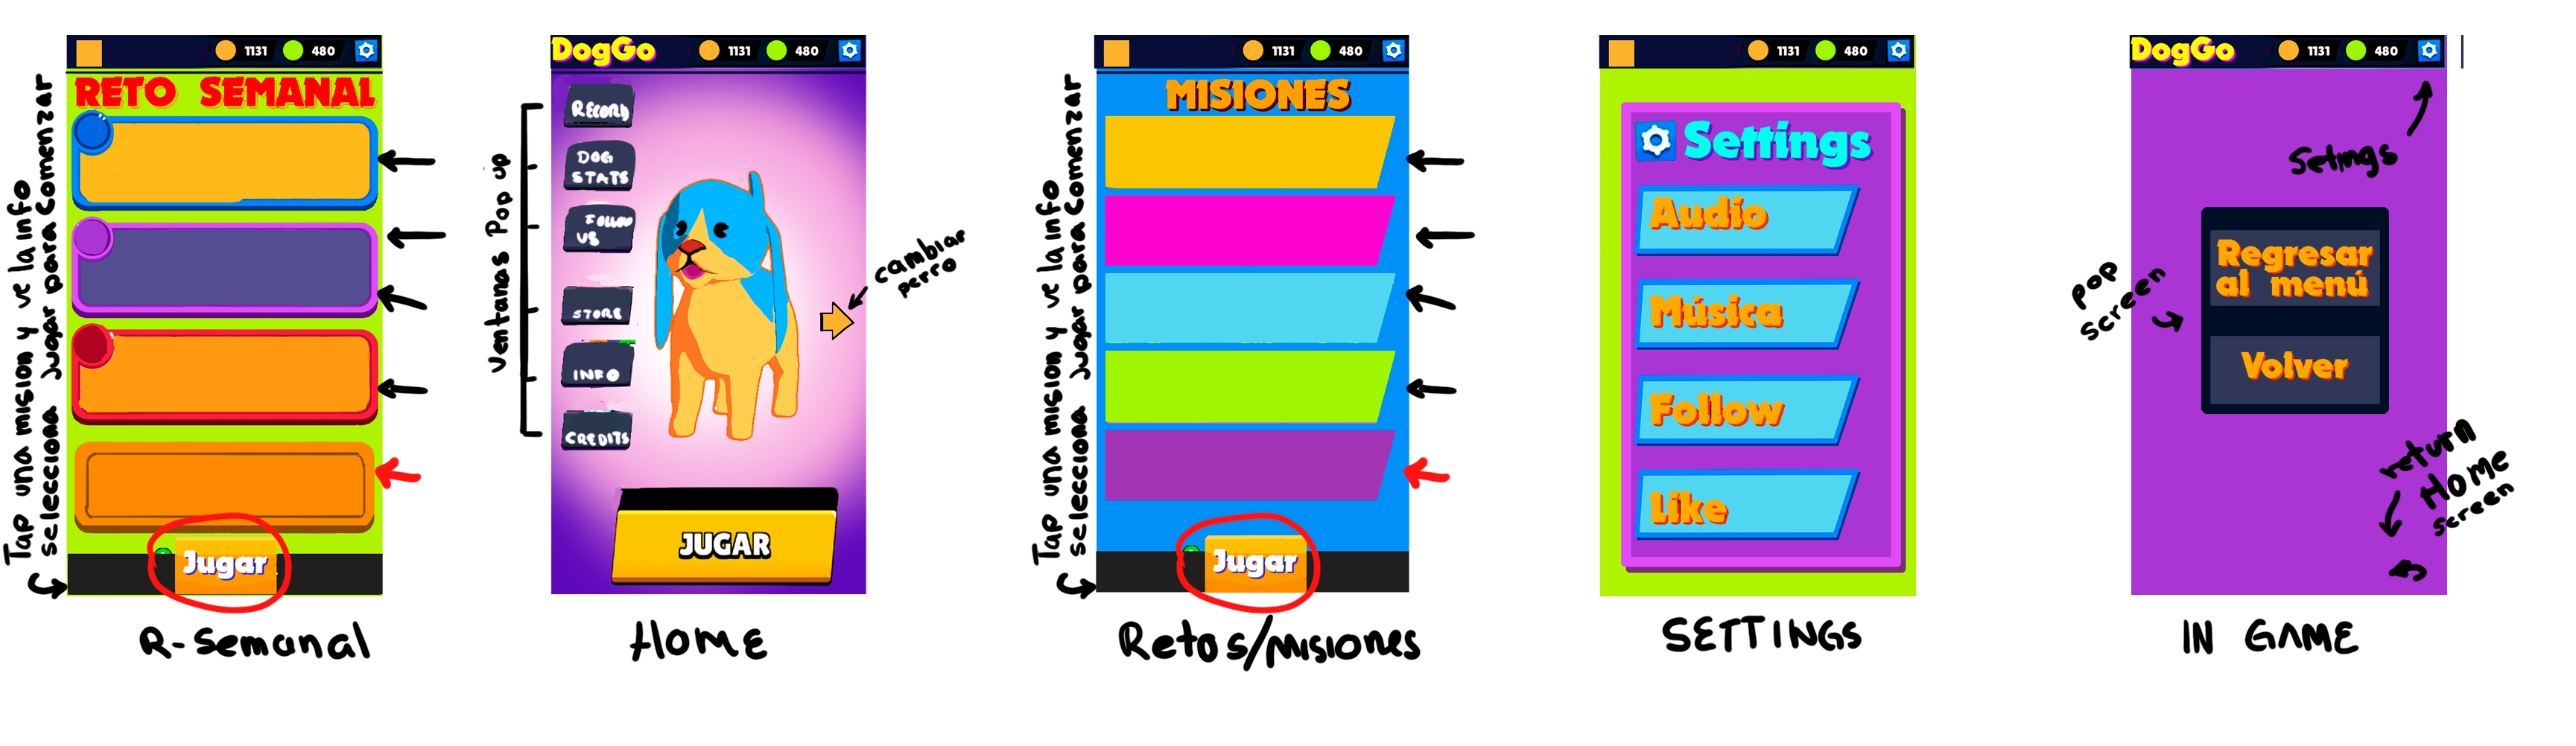 Tap una mision y ve la info
selecciona Jugar para Comenzar
1131
480
RETO SEMANAL
Jugar
R-Semanal
Ventanas Pop up
DogGo
1131
480
RECORD
DOG
STATS
FOLLOW
US
STORE
INFO
CREDITS
cambiar
perro
JUGAR
HOME
Tap una mision y ve la info
selecciona Jugar para Comenzar
1131
480
MISIONES
Jugar
Retos/misiones
1131
480
Settings
Audio
Música
Follow
Like
SETTINGS
DogGo
1131
480
Setings
Pop
screen
Regresar
al menú
Volver
return
HOME
screen
IN GAME